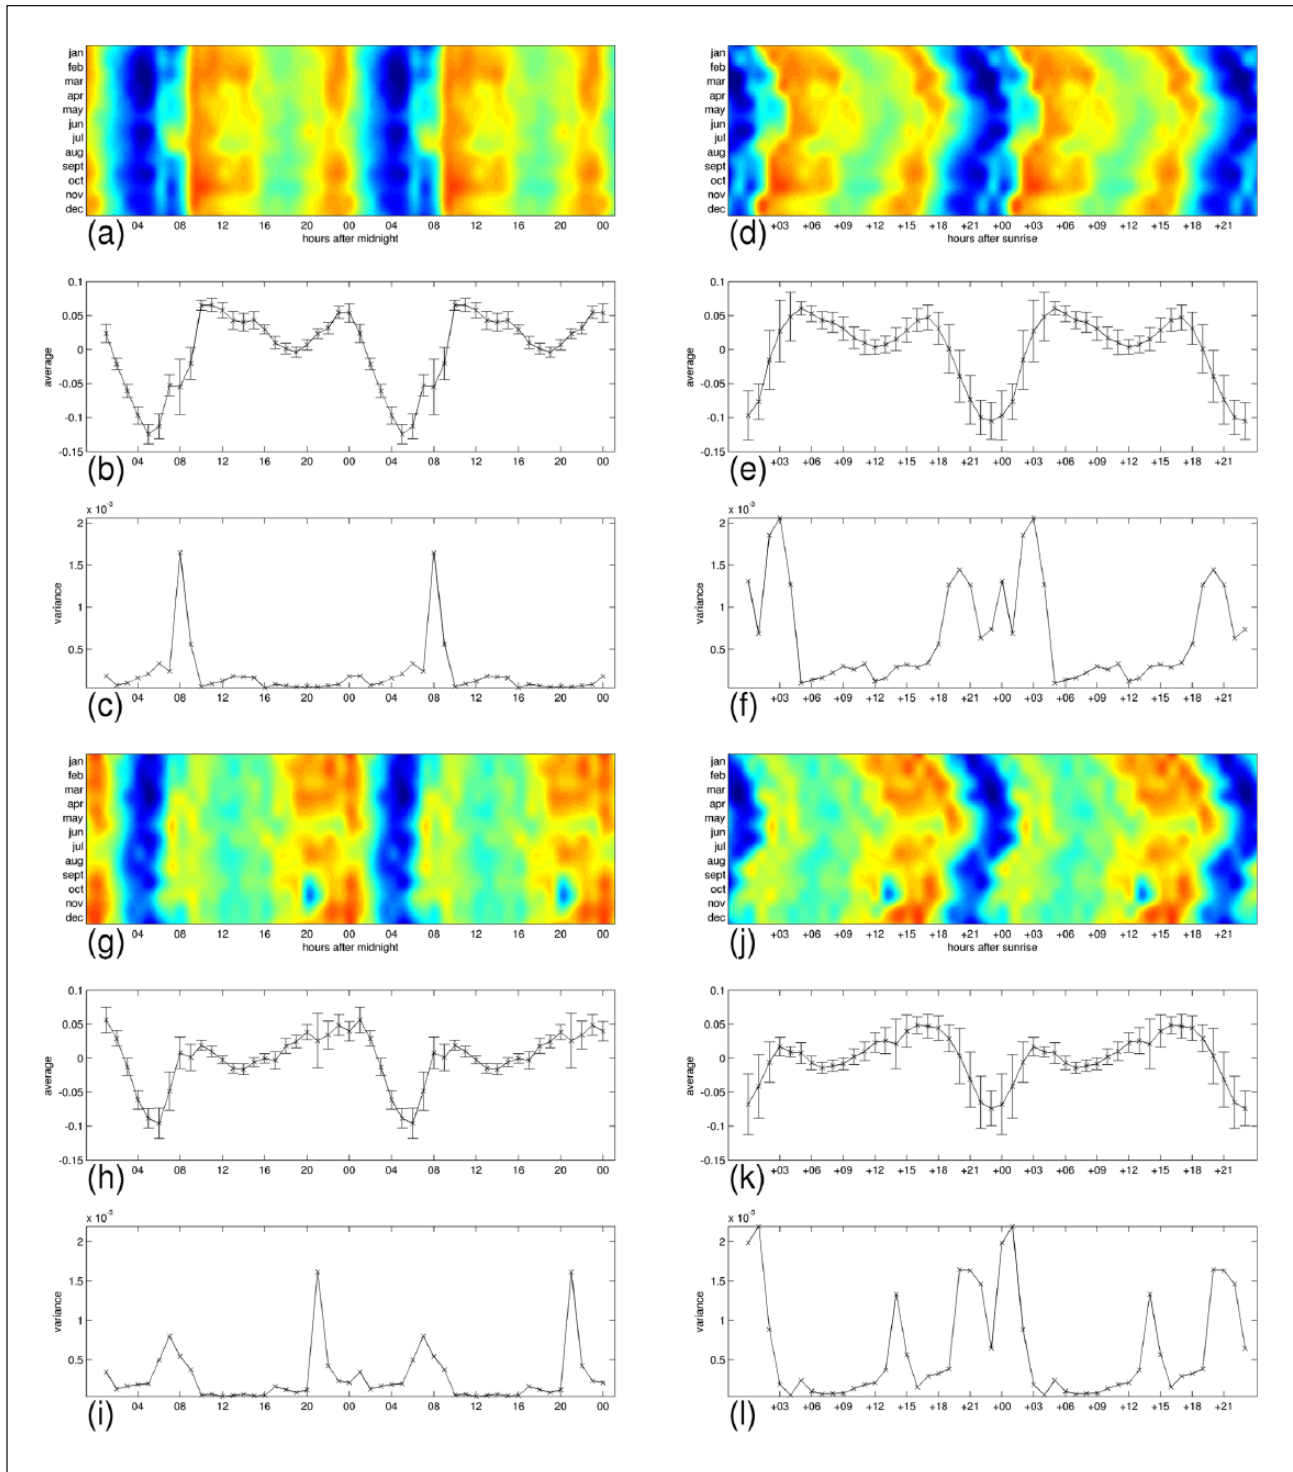 jan
feb
mar
apr
may
jun
jul
aug
sept
oct
nov
dec
04 08 12 16 20 00 04 08 12 16 20 00
hours after midnight
(a)
jan
feb
mar
apr
may
jun
jul
aug
sept
oct
nov
dec
+03 +06 +09 +12 +15 +18 +21 +00 +03 +06 +09 +12 +15 +18 +21
hours after sunrise
(d)
0.1
0.05
0
-0.05
-0.1
-0.15
average
04 08 12 16 20 00 04 08 12 16 20 00
(b)
0.1
0.05
0
-0.05
-0.1
-0.15
average
+03 +06 +09 +12 +15 +18 +21 +00 +03 +06 +09 +12 +15 +18 +21
(e)
x 10-3
2
1.5
1
0.5
variance
04 08 12 16 20 00 04 08 12 16 20 00
(c)
x 10-3
2
1.5
1
0.5
variance
+03 +06 +09 +12 +15 +18 +21 +00 +03 +06 +09 +12 +15 +18 +21
(f)
jan
feb
mar
apr
may
jun
jul
aug
sept
oct
nov
dec
04 08 12 16 20 00 04 08 12 16 20 00
hours after midnight
(g)
jan
feb
mar
apr
may
jun
jul
aug
sept
oct
nov
dec
+03 +06 +09 +12 +15 +18 +21 +00 +03 +06 +09 +12 +15 +18 +21
hours after sunrise
(j)
0.1
0.05
0
-0.05
-0.1
-0.15
average
04 08 12 16 20 00 04 08 12 16 20 00
(h)
0.1
0.05
0
-0.05
-0.1
-0.15
average
+03 +06 +09 +12 +15 +18 +21 +00 +03 +06 +09 +12 +15 +18 +21
(k)
x 10-3
2
1.5
1
0.5
variance
04 08 12 16 20 00 04 08 12 16 20 00
(i)
x 10-3
2
1.5
1
0.5
variance
+03 +06 +09 +12 +15 +18 +21 +00 +03 +06 +09 +12 +15 +18 +21
(l)